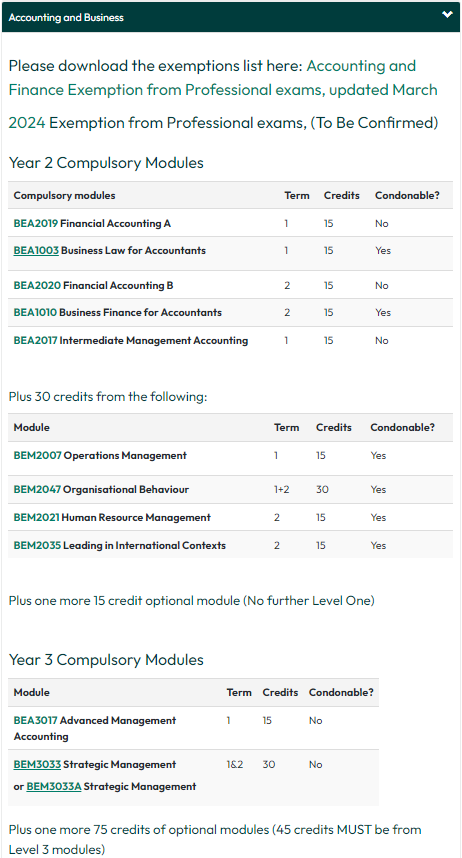 Accounting and Business
Please download the exemptions list here: Accounting and
Finance Exemption from Professional exams, updated March
2024 Exemption from Professional exams, (To Be Confirmed)
Year 2 Compulsory Modules
Compulsory modules Term Credits Condonable?
BEA2019 Financial Accounting A 1 15 No
BEA1003 Business Law for Accountants 1 15 Yes
BEA2020 Financial Accounting B 2 15 No
BEA1010 Business Finance for Accountants 2 15 Yes
BEA2017 Intermediate Management Accounting 1 15 No
Plus 30 credits from the following:
Module Term Credits Condonable?
BEM2007 Operations Management 1 15 Yes
BEM2047 Organisational Behaviour 1+2 30 Yes
BEM2021 Human Resource Management 2 15 Yes
BEM2035 Leading in International Contexts 2 15 Yes
Plus one more 15 credit optional module (No further Level One)
Year 3 Compulsory Modules
Module Term Credits Condonable?
BEA3017 Advanced Management 1 15 No
Accounting
BEM3033 Strategic Management 1&2 30 No
or BEM3033A Strategic Management
Plus one more 75 credits of optional modules (45 credits MUST be from
Level 3 modules)